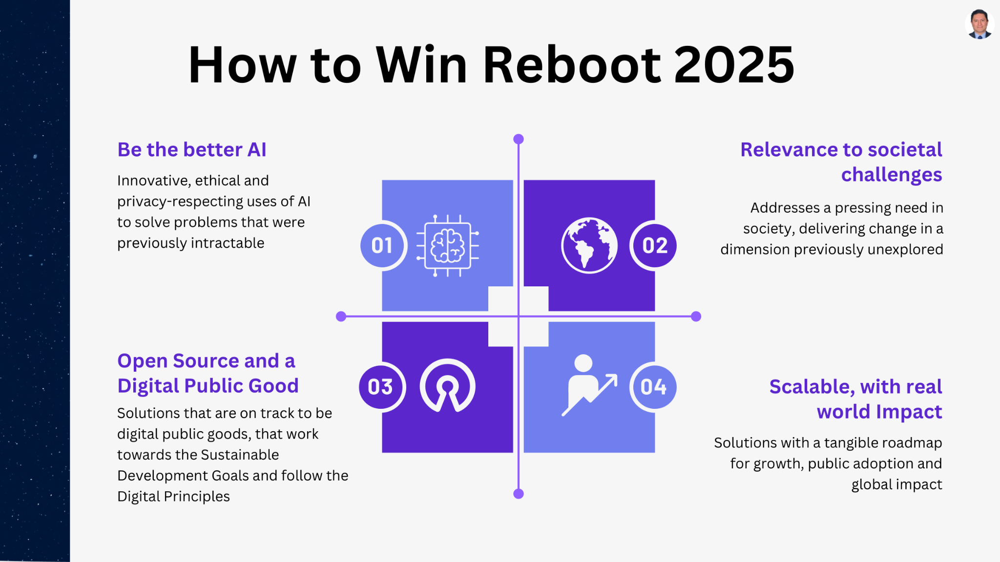 How to Win Reboot 2025
Be the better AI
Innovative, ethical and
privacy-respecting uses of AI
to solve problems that were
previously intractable
01
02
Relevance to societal
challenges
Addresses a pressing need in
society, delivering change in a
dimension previously unexplored
Open Source and a
Digital Public Good
Solutions that are on track to be
digital public goods, that work
towards the Sustainable
Development Goals and follow the
Digital Principles
03
04
Scalable, with real
world Impact
Solutions with a tangible roadmap
for growth, public adoption and
global impact